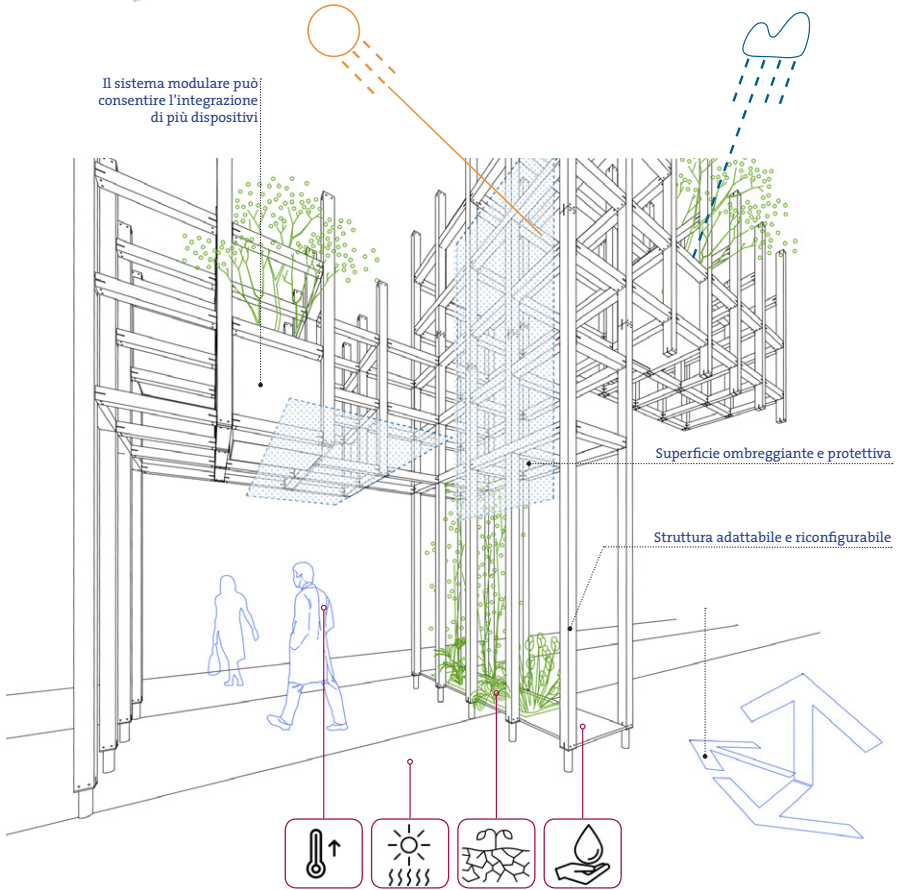 Il sistema modulare può
consentire l’integrazione
di più dispositivi
Superficie ombreggiante e protettiva
Struttura adattabile e riconfigurabile